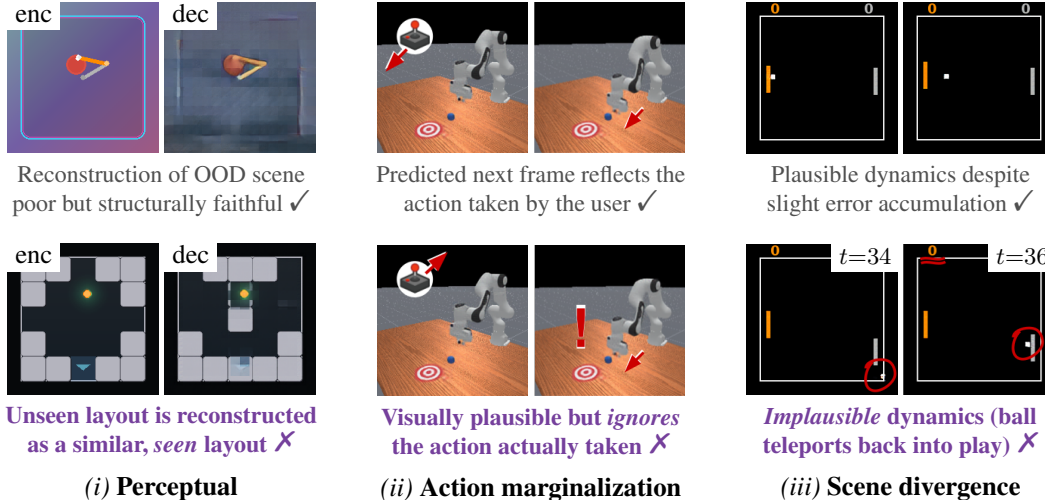 enc
dec
0
0
0
0
Reconstruction of OOD scene
poor but structurally faithful ✓
Predicted next frame reflects the
action taken by the user ✓
Plausible dynamics despite
slight error accumulation ✓
enc
dec
!
0
t=34
0
t=36
Unseen layout is reconstructed
as a similar, seen layout ✗
Visually plausible but ignores
the action actually taken ✗
Implausible dynamics (ball
teleports back into play) ✗
(i) Perceptual
(ii) Action marginalization
(iii) Scene divergence